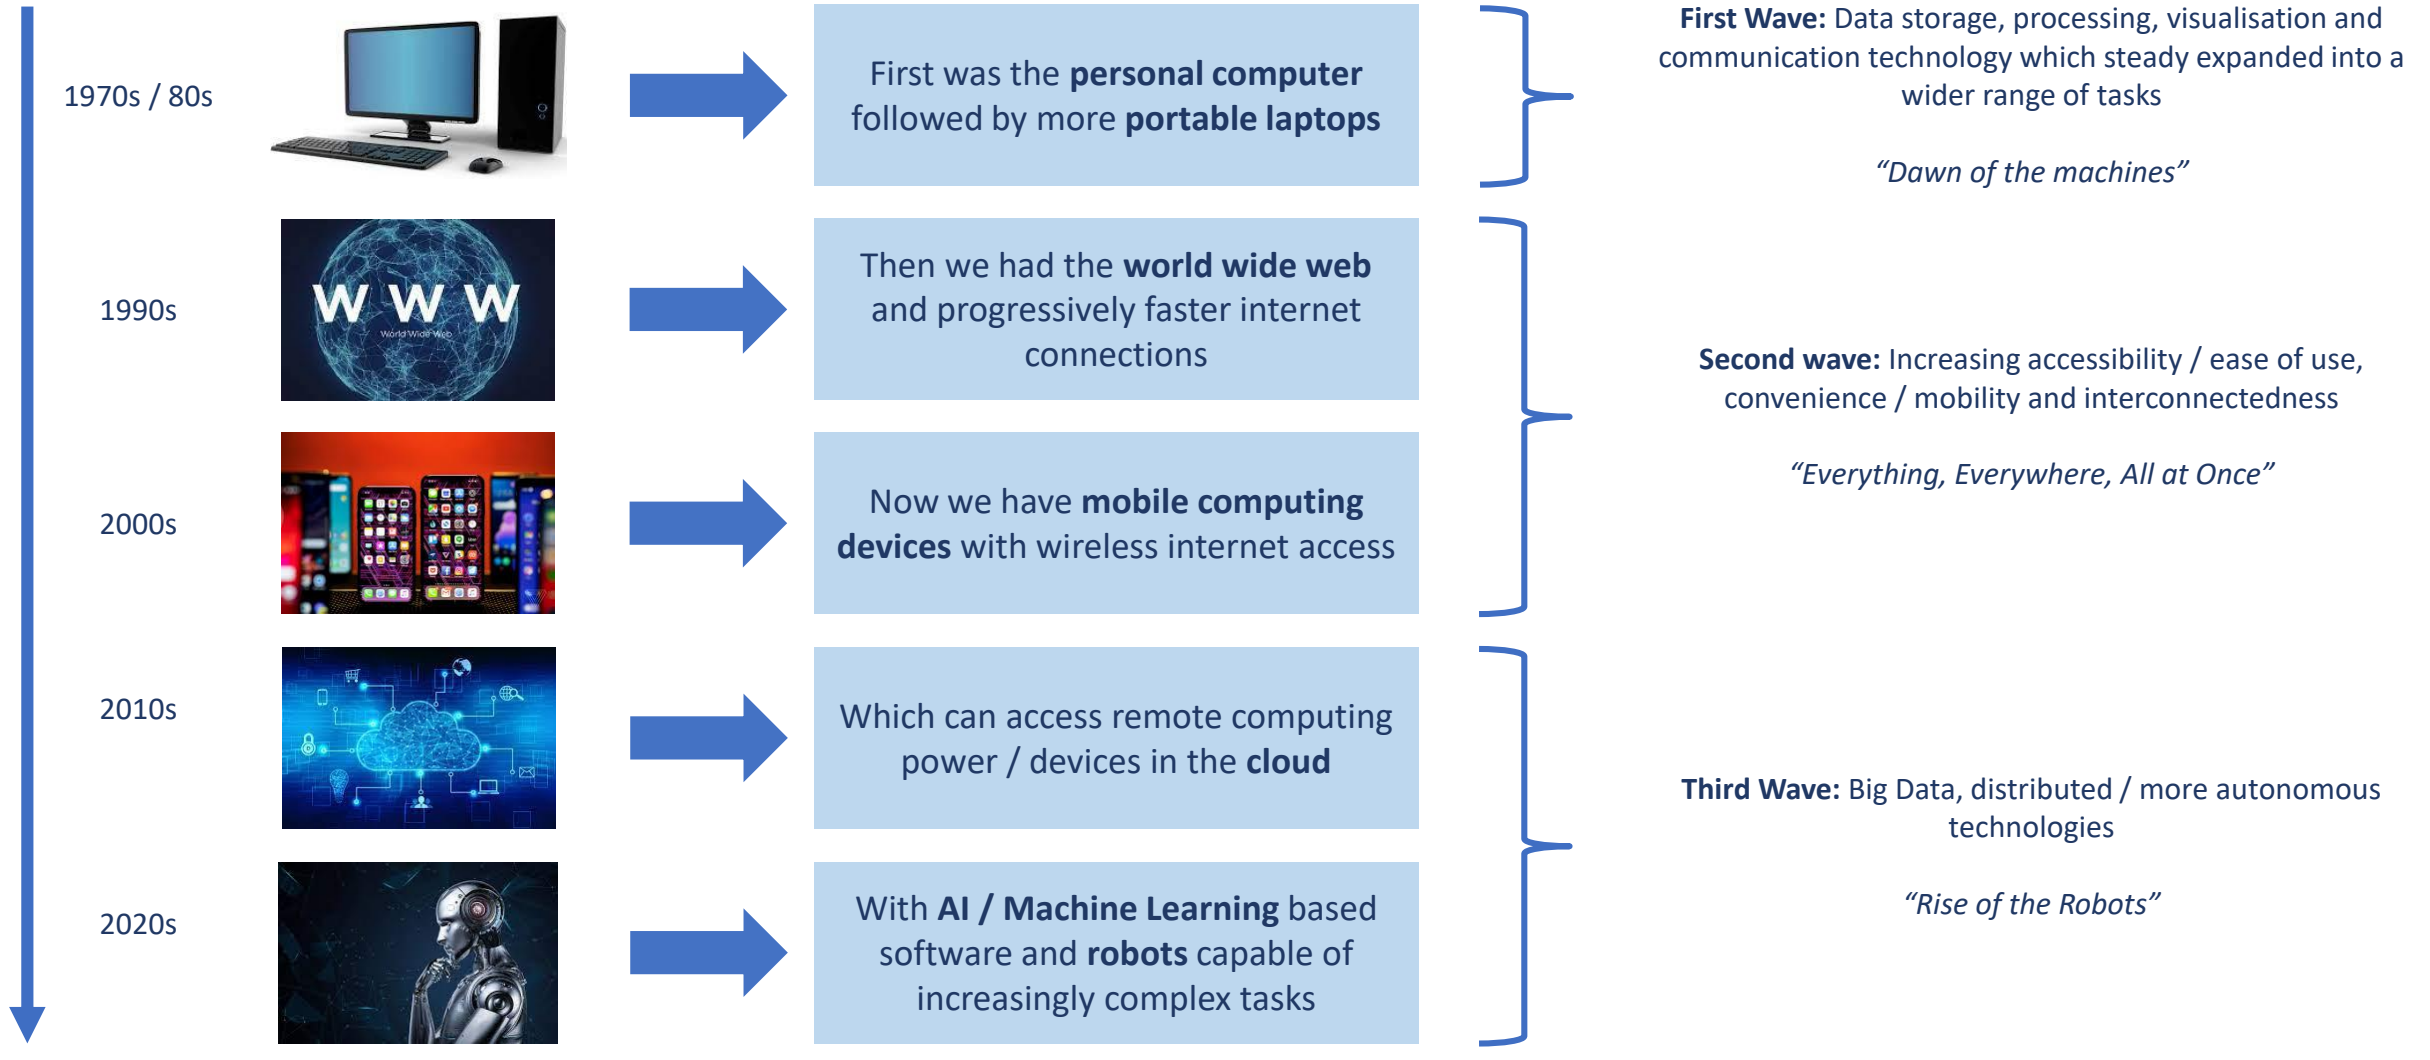 1970s / 80s
First was the personal computer
followed by more portable laptops
First Wave: Data storage, processing, visualisation and
communication technology which steady expanded into a
wider range of tasks
“Dawn of the machines”
1990s
W W W
World Wide Web
Then we had the world wide web
and progressively faster internet
connections
2000s
Now we have mobile computing
devices with wireless internet access
Second wave: Increasing accessibility / ease of use,
convenience / mobility and interconnectedness
“Everything, Everywhere, All at Once”
2010s
Which can access remote computing
power / devices in the cloud
2020s
With AI / Machine Learning based
software and robots capable of
increasingly complex tasks
Third Wave: Big Data, distributed / more autonomous
technologies
“Rise of the Robots”